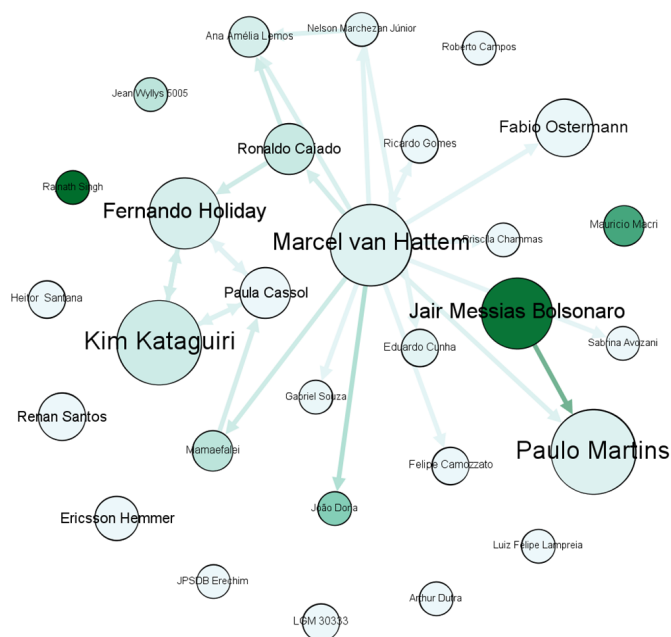 Nelson Marchezan Júnior
Ana Amélia Lemos
Roberto Campos
Jean Wyllys 5005
Fabio Ostermann
Ricardo Gomes
Ronaldo Caiado
Rajnath Singh
Fernando Holiday
Mauricio Macri
Priscila Chammas
Marcel van Hattem
Paula Cassol
Heitor Santana
Jair Messias Bolsonaro
Kim Kataguiri
Eduardo Cunha
Sabrina Avozani
Gabriel Souza
Renan Santos
Mamaefalei
Paulo Martins
Felipe Camozzato
João Doria
Ericsson Hemmer
Luiz Felipe Lampreia
JPSDB Erechim
Arthur Dutra
LGM 30333